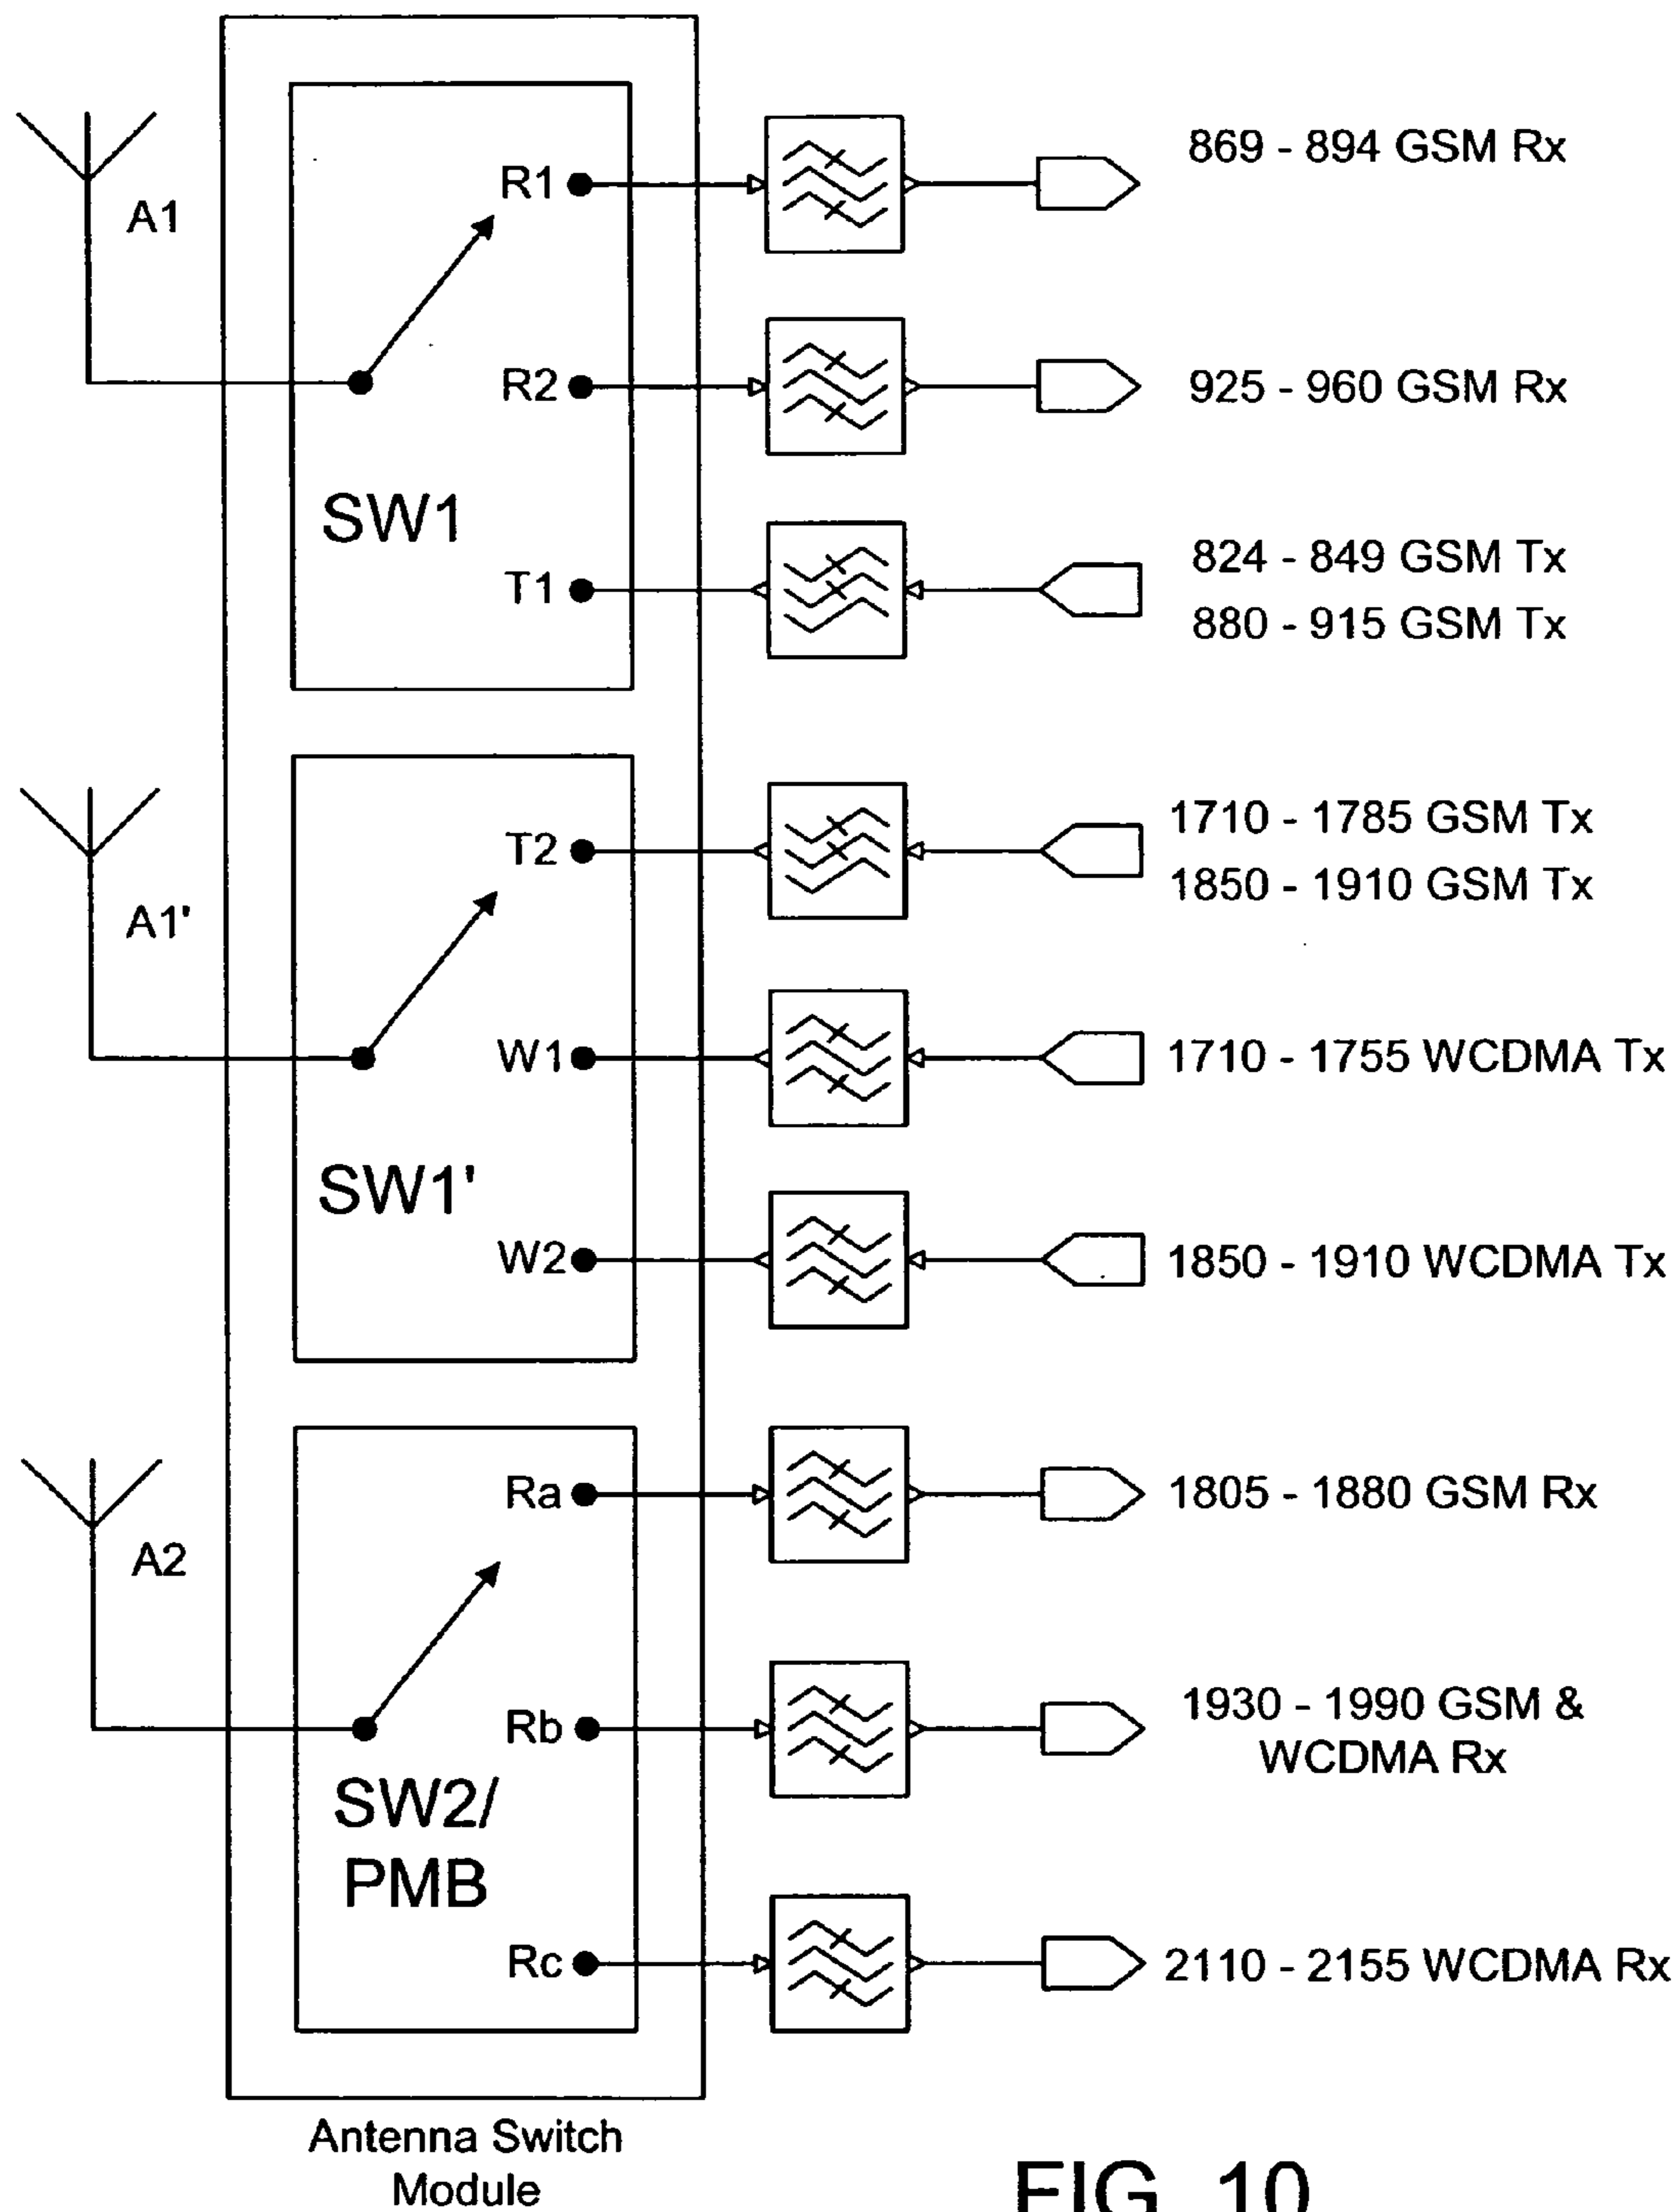 A1
R1
869 - 894 GSM Rx
R2
925 - 960 GSM Rx
SW1
T1
824 - 849 GSM Tx
880 - 915 GSM Tx
A1'
T2
1710 - 1785 GSM Tx
1850 - 1910 GSM Tx
W1
1710 - 1755 WCDMA Tx
SW1'
W2
1850 - 1910 WCDMA Tx
A2
Ra
1805 - 1880 GSM Rx
Rb
1930 - 1990 GSM &
WCDMA Rx
SW2/
PMB
Rc
2110 - 2155 WCDMA Rx
Antenna Switch
Module
FIG. 10